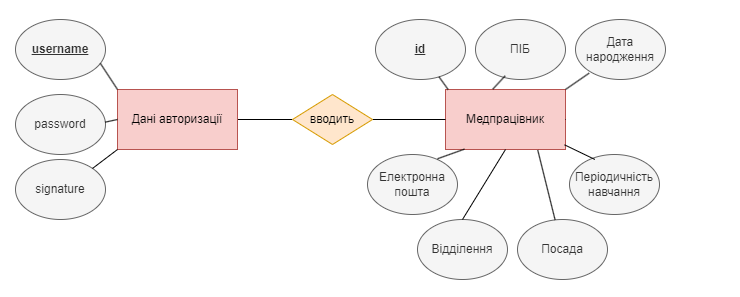 username
id
ПІБ
Дата
народження
password
Дані авторизації
вводить
Медпрацівник
signature
Електронна
пошта
Періодичність
навчання
Відділення
Посада